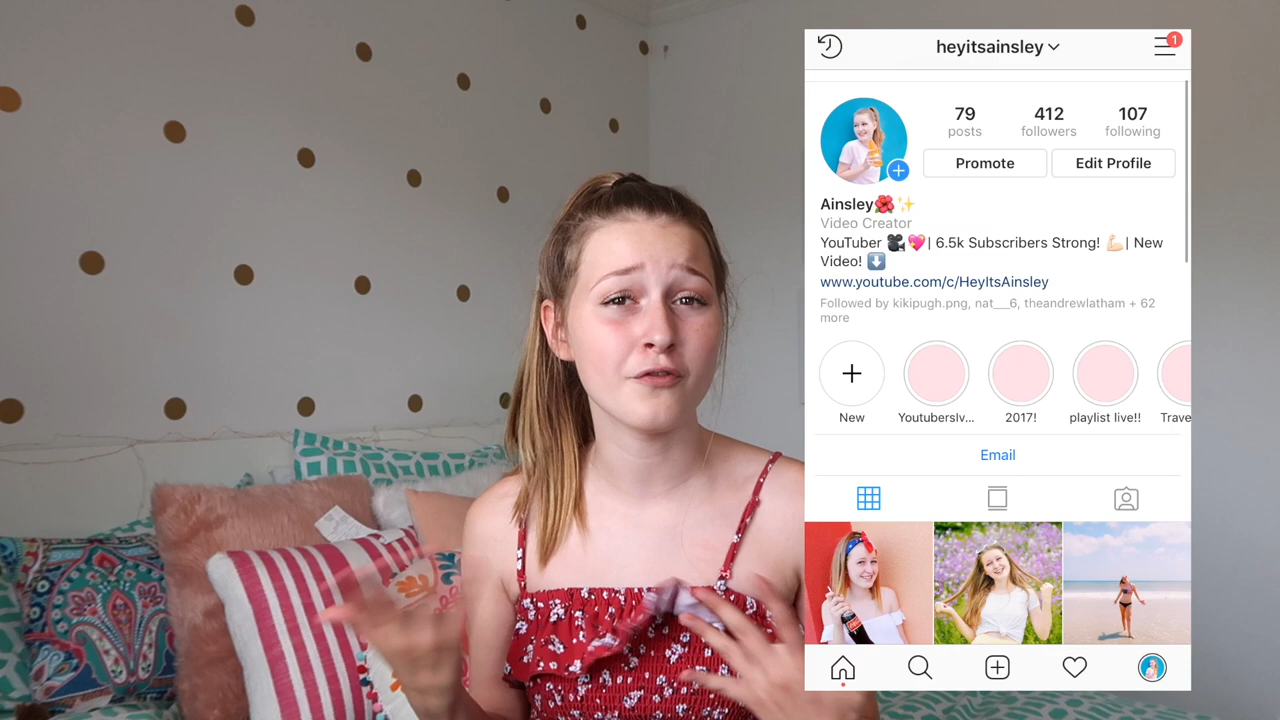 heyitsainsley
1
79
412
107
posts
followers
following
Promote
Edit Profile
Ainsley🌺✨
Video Creator
YouTuber 🎥💖| 6.5k Subscribers Strong! 💪🏻| New
Video! ⬇️
www.youtube.com/c/HeyItsAinsley
Followed by kikipugh.png, nat___6, theandrewlatham + 62
more
New
Youtuberslv...
2017!
playlist live!!
Trave
Email